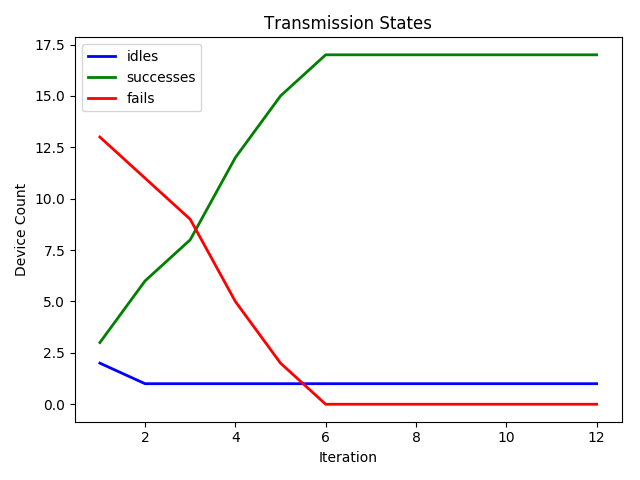 Transmission States
idles
successes
fails
Device Count
17.5
15.0
12.5
10.0
7.5
5.0
2.5
0.0
2 4 6 8 10 12
Iteration